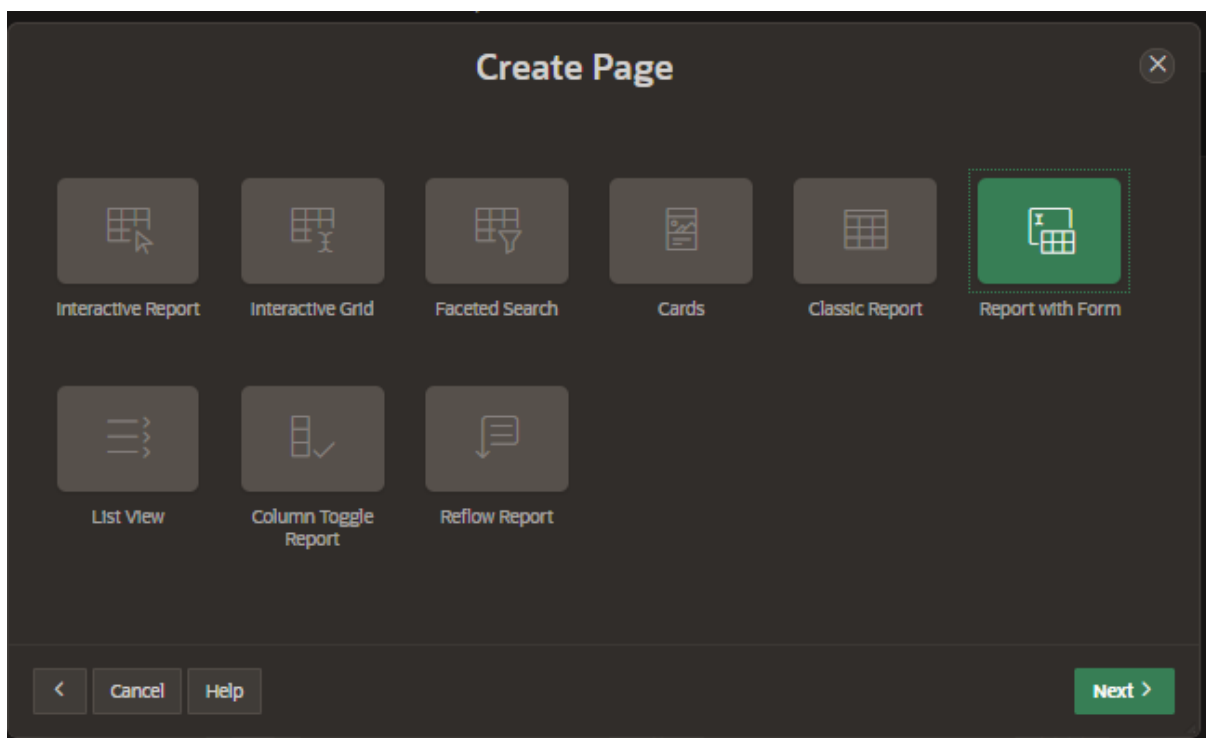 Create Page
Interactive Report
Interactive Grid
Faceted Search
Cards
Classic Report
Report with Form
List View
Column Toggle
Report
Reflow Report
Cancel
Help
Next